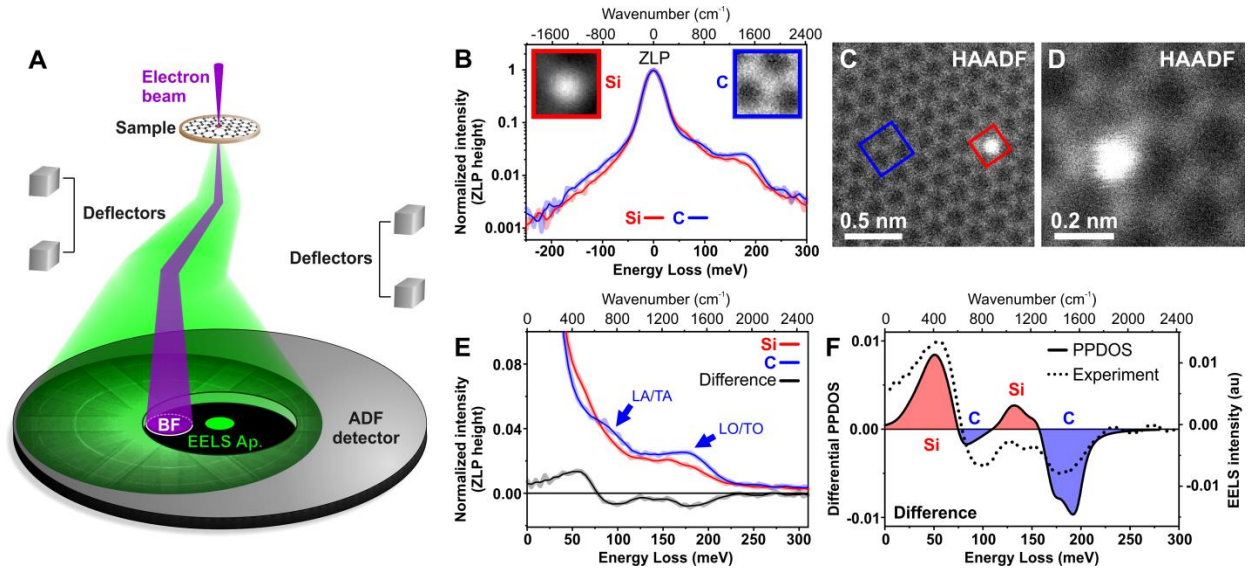 A
Electron
beam
Sample
Deflectors
Deflectors
BF
EELS Ap.
ADF
detector
B
Wavenumber (cm⁻¹)
-1600 -800 0 800 1600 2400
ZLP
Si
C
Normalized intensity
(ZLP height)
1
0.1
0.01
0.001
Si C
-200 -100 0 100 200 300
Energy Loss (meV)
C
HAADF
0.5 nm
D
HAADF
0.2 nm
E
Wavenumber (cm⁻¹)
0 400 800 1200 1600 2000 2400
Si
C
Difference
LA/TA
LO/TO
Normalized intensity
(ZLP height)
0.08
0.04
0.00
0 50 100 150 200 250 300
Energy Loss (meV)
F
Wavenumber (cm⁻¹)
0 400 800 1200 1600 2000 2400
PPDOS
Experiment
Si
C
Si
C
Differential PPDOS
0.01
0.00
-0.01
EELS intensity (au)
0.01
0.00
-0.01
Difference
0 50 100 150 200 250 300
Energy Loss (meV)